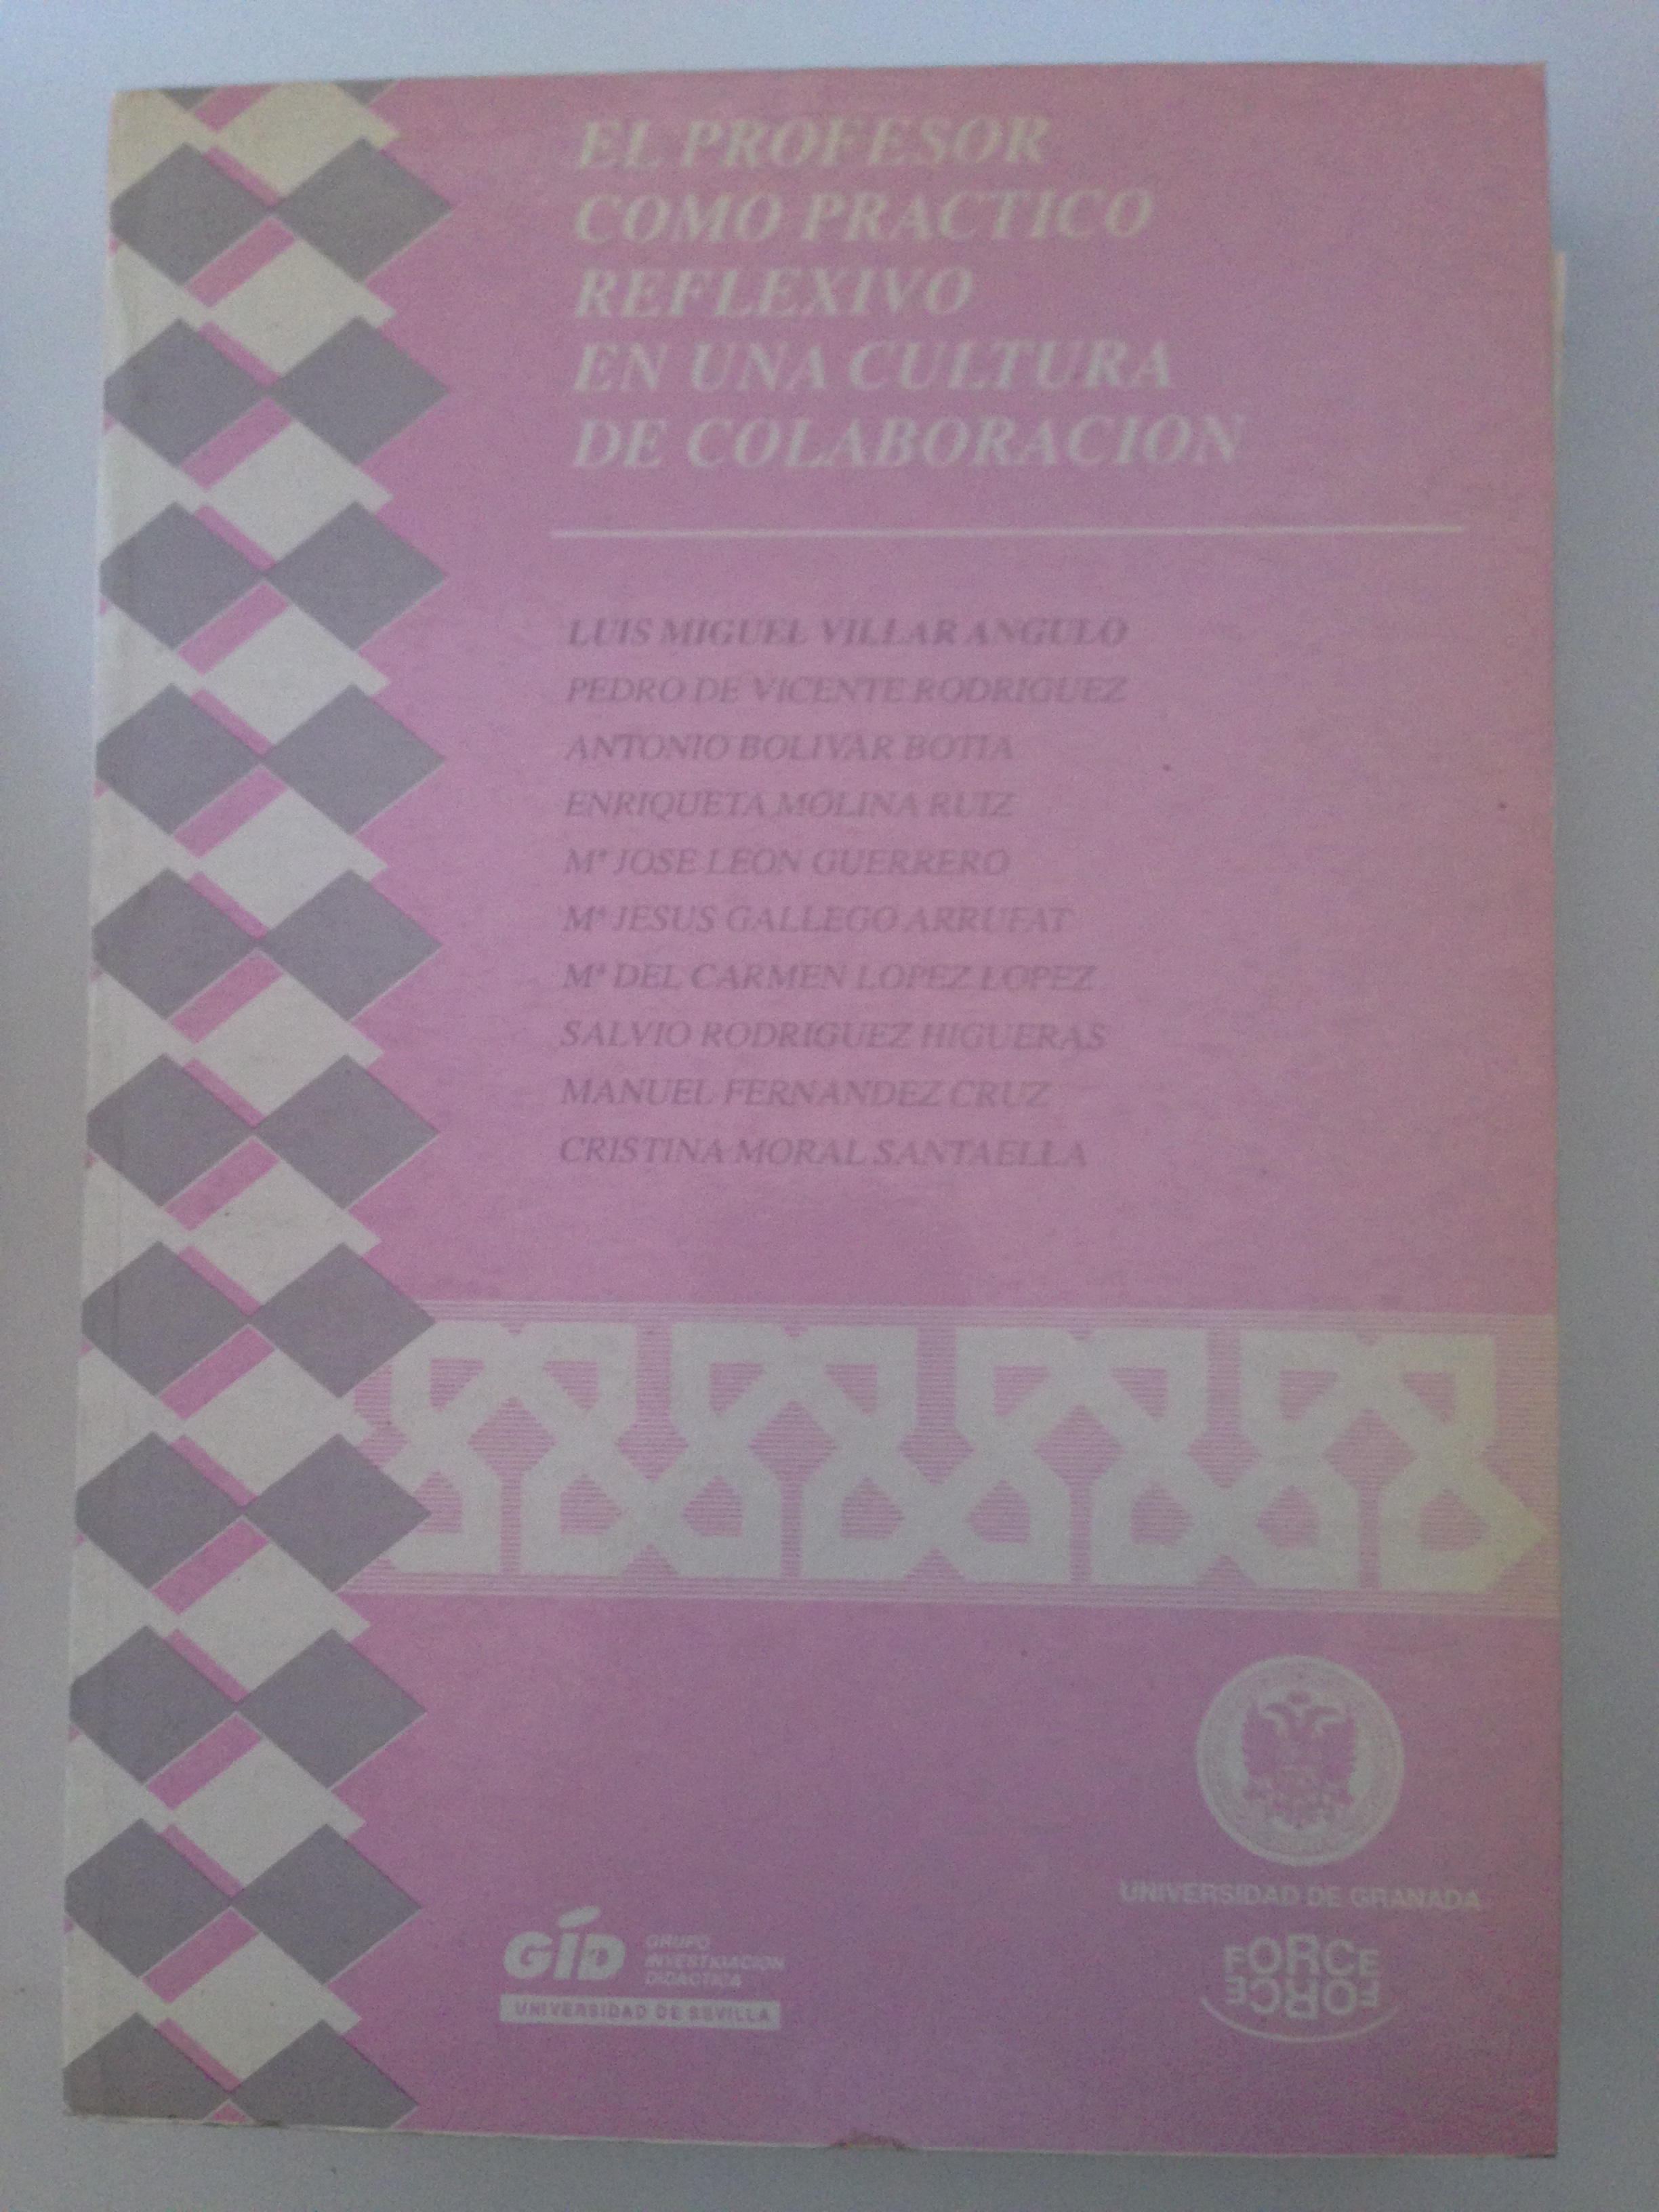 EL PROFESOR
COMO PRACTICO
REFLEXIVO
EN UNA CULTURA
DE COLABORACION
LUIS MIGUEL VILLAR ANGULO
PEDRO DE VICENTE RODRIGUEZ
ANTONIO BOLIVAR BOTIA
ENRIQUETA MOLINA RUIZ
Mª JOSE LEON GUERRERO
Mª JESUS GALLEGO ARRUFAT
Mª DEL CARMEN LOPEZ LOPEZ
SALVIO RODRIGUEZ HIGUERAS
MANUEL FERNANDEZ CRUZ
CRISTINA MORAL SANTAELLA
UNIVERSIDAD DE GRANADA
GID
GRUPO
INVESTIGACION
DIDACTICA
UNIVERSIDAD DE SEVILLA
FORCE
FORCE